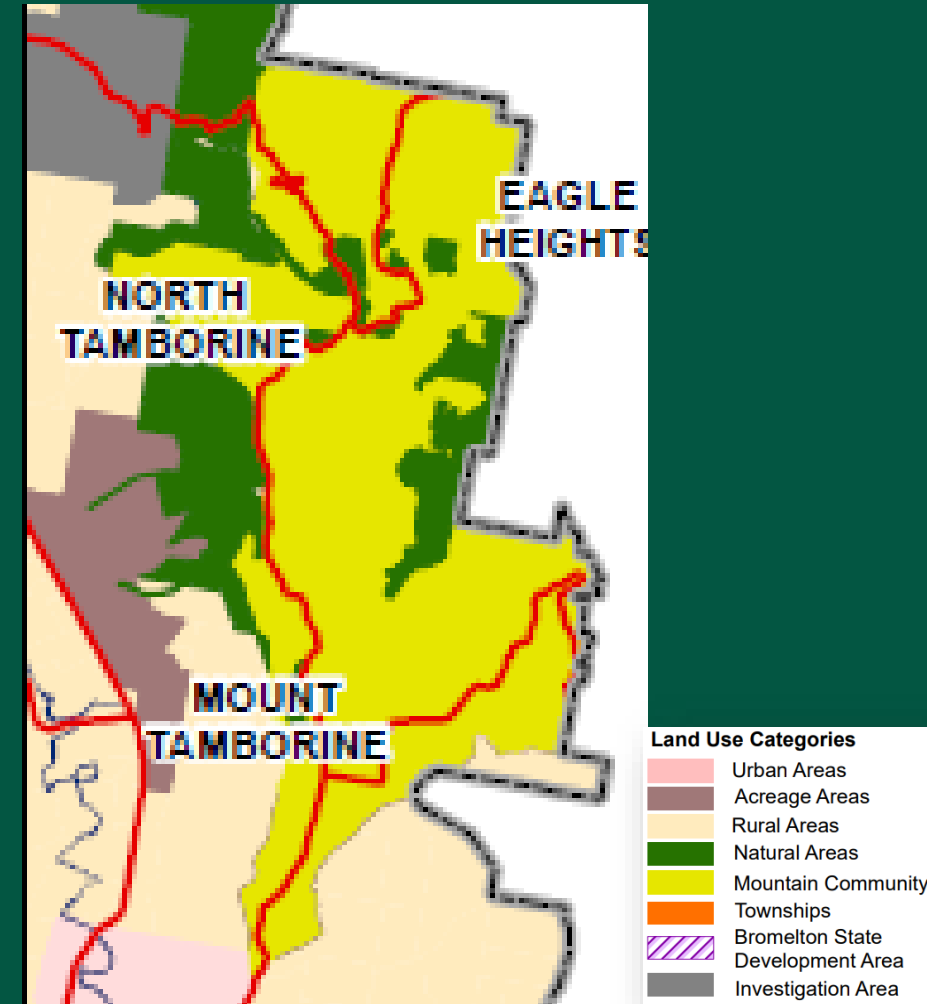 EAGLE
HEIGHTS
NORTH
TAMBORINE
MOUNT
TAMBORINE
Land Use Categories
Urban Areas
Acreage Areas
Rural Areas
Natural Areas
Mountain Community
Townships
Bromelton State
Development Area
Investigation Area